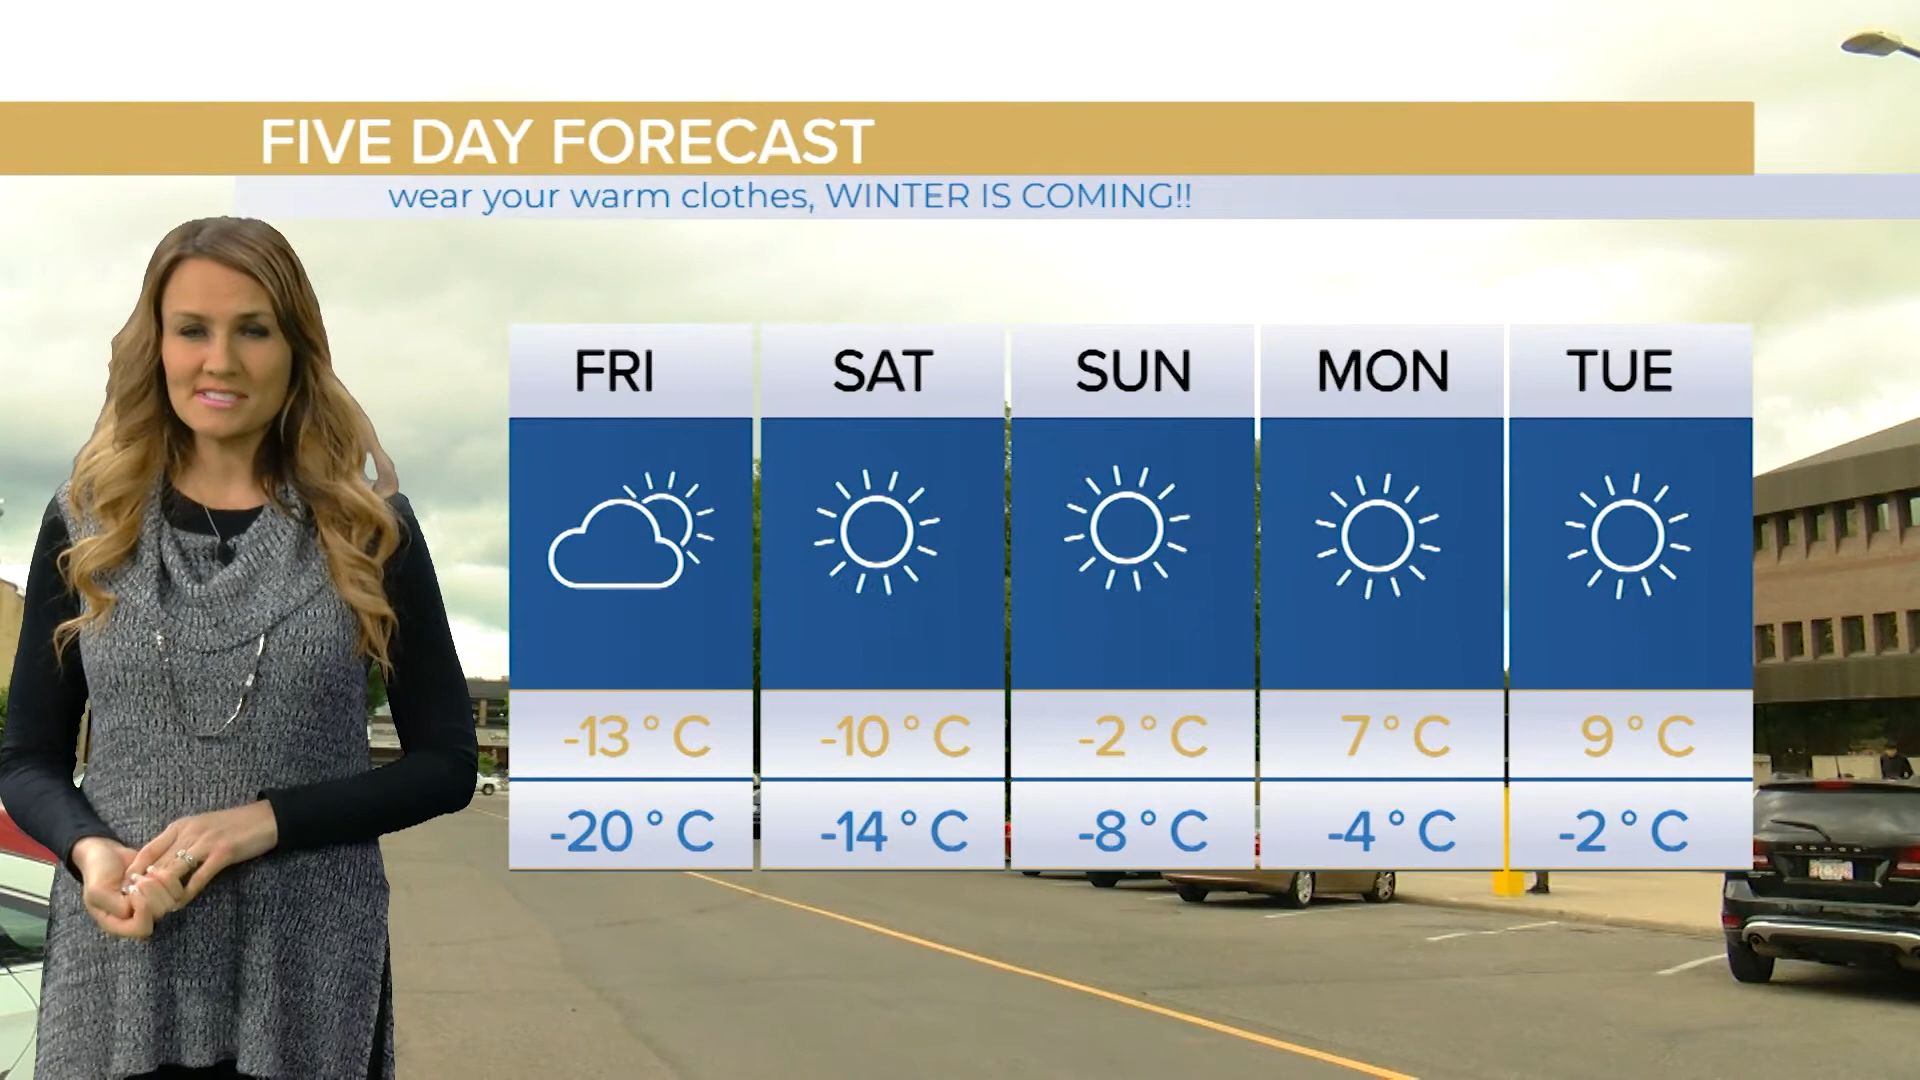 FIVE DAY FORECAST
wear your warm clothes, WINTER IS COMING!!
FRI SAT SUN MON TUE
-13°C -10°C -2°C 7°C 9°C
-20°C -14°C -8°C -4°C -2°C